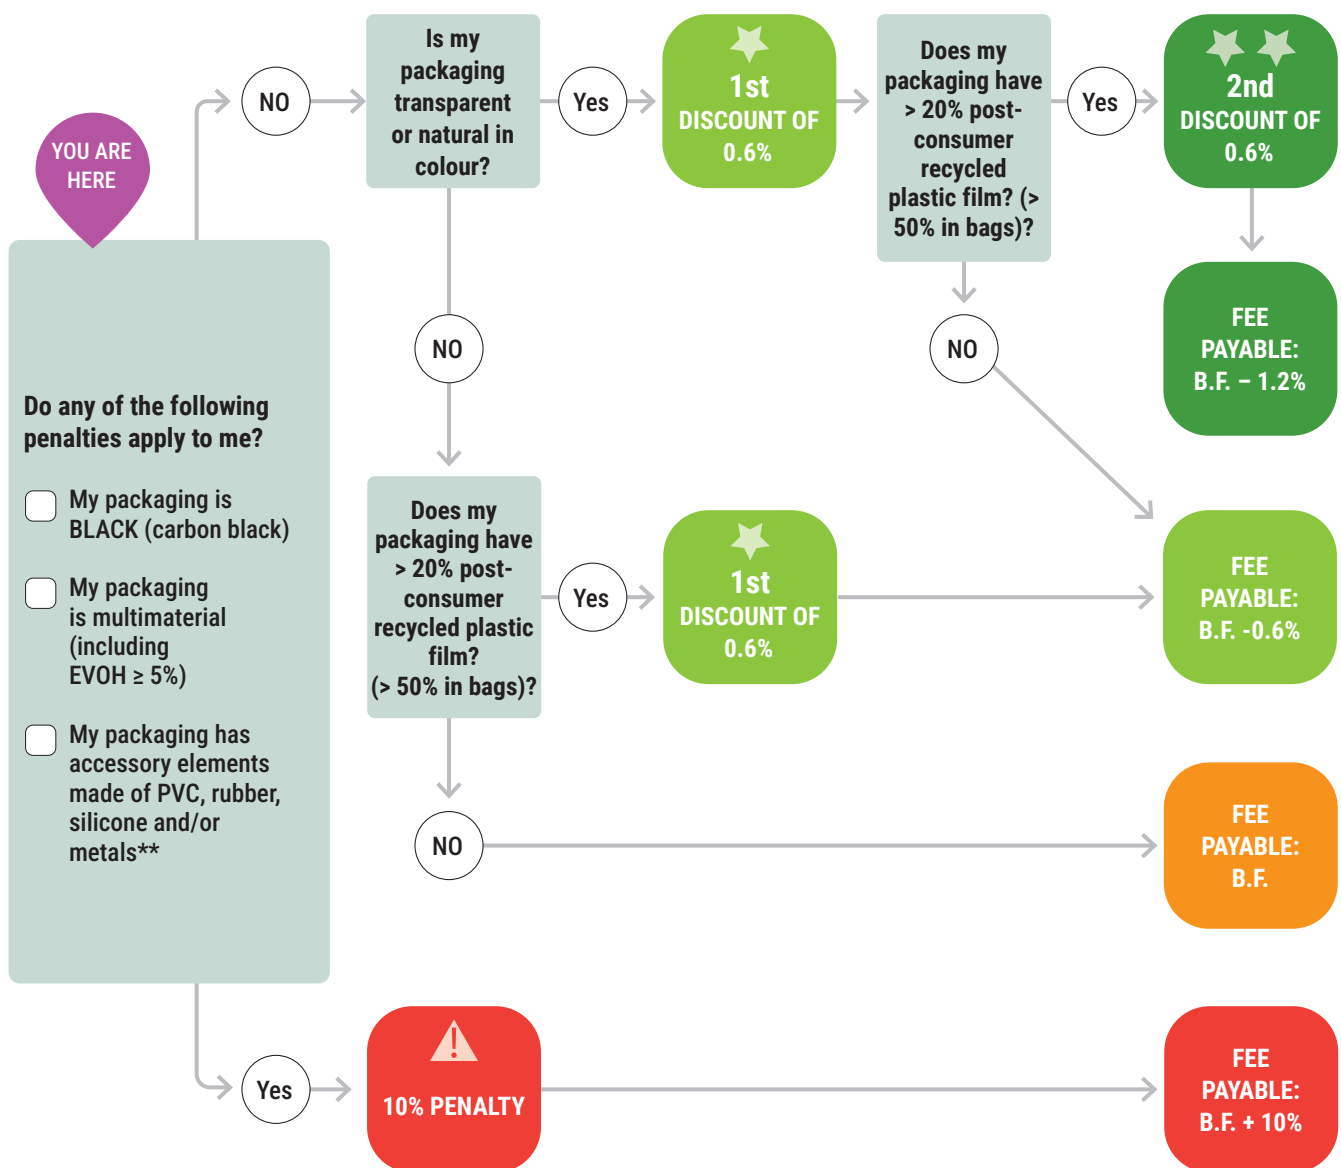 YOU ARE
HERE
Do any of the following
penalties apply to me?
My packaging is
BLACK (carbon black)
My packaging
is multimaterial
(including
EVOH ≥ 5%)
My packaging has
accessory elements
made of PVC, rubber,
silicone and/or
metals**
NO
Is my
packaging
transparent
or natural in
colour?
Yes
1st
DISCOUNT OF
0.6%
Does my
packaging have
> 20% post-
consumer
recycled
plastic film? (>
50% in bags)?
Yes
2nd
DISCOUNT OF
0.6%
FEE
PAYABLE:
B.F. – 1.2%
NO
NO
Does my
packaging have
> 20% post-
consumer
recycled plastic
film?
(> 50% in bags)?
Yes
1st
DISCOUNT OF
0.6%
FEE
PAYABLE:
B.F. -0.6%
NO
FEE
PAYABLE:
B.F.
Yes
10% PENALTY
FEE
PAYABLE:
B.F. + 10%